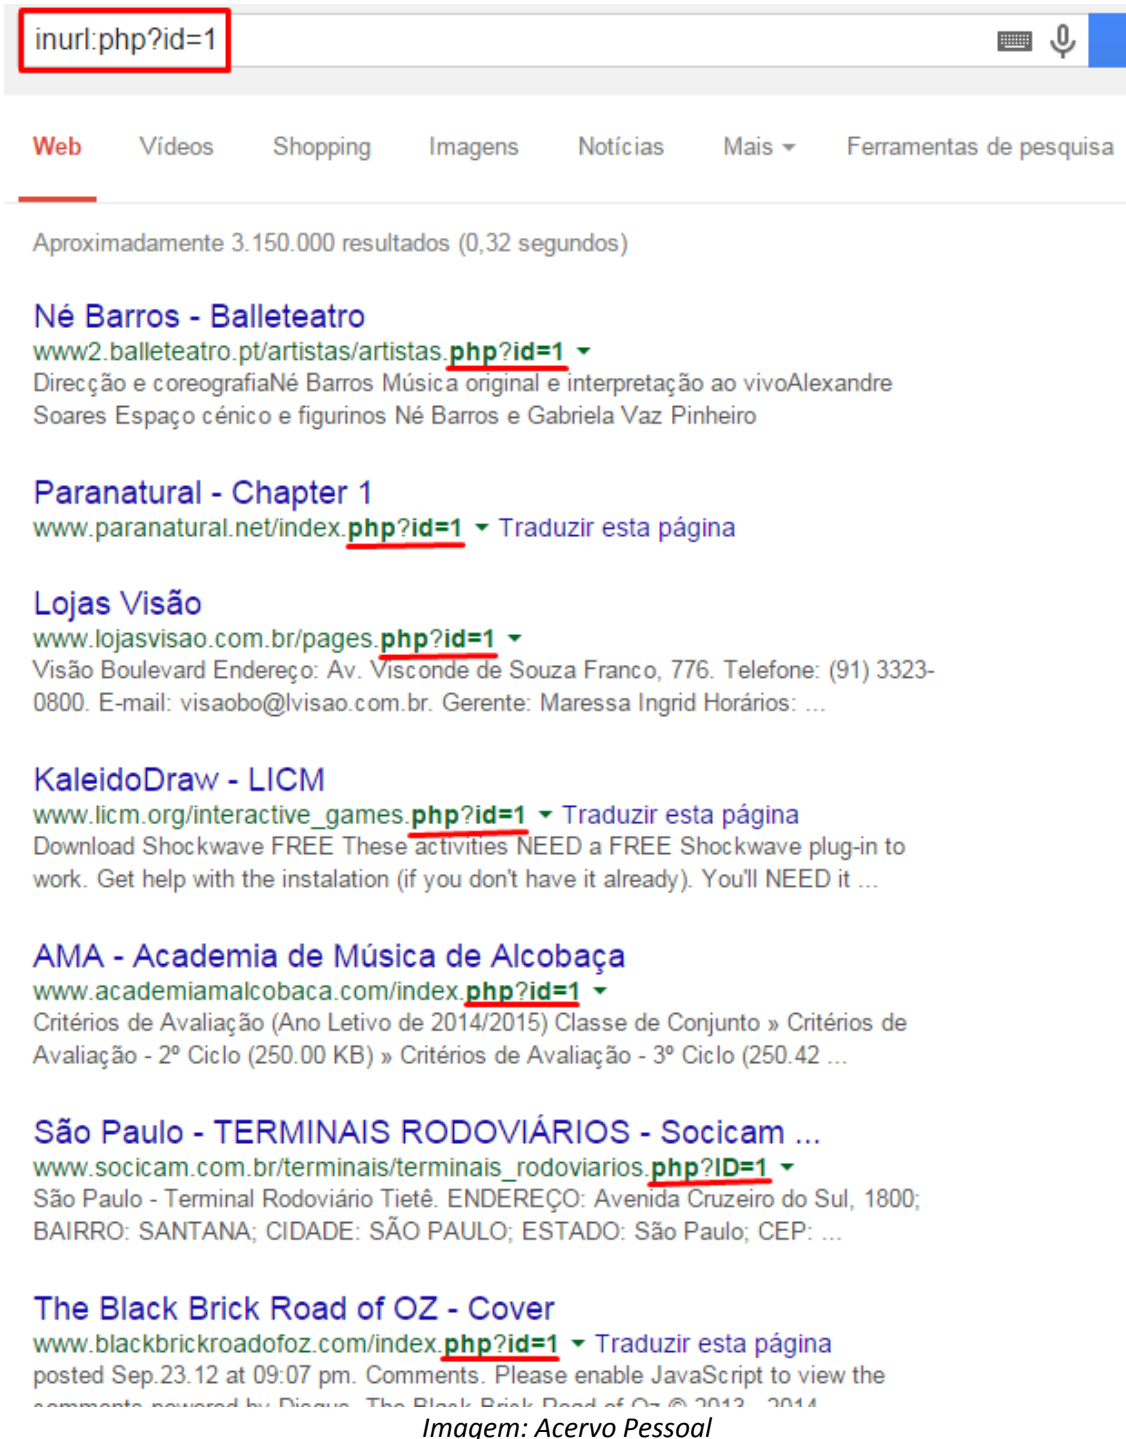 inurl:php?id=1
Web Vídeos Shopping Imagens Notícias Mais Ferramentas de pesquisa
Aproximadamente 3.150.000 resultados (0,32 segundos)
Né Barros - Balleteatro
www2.balleteatro.pt/artistas/artistas.php?id=1
Direcção e coreografiaNé Barros Música original e interpretação ao vivoAlexandre
Soares Espaço cénico e figurinos Né Barros e Gabriela Vaz Pinheiro
Paranatural - Chapter 1
www.paranatural.net/index.php?id=1 Traduzir esta página
Lojas Visão
www.lojasvisao.com.br/pages.php?id=1
Visão Boulevard Endereço: Av. Visconde de Souza Franco, 776. Telefone: (91) 3323-
0800. E-mail: visaobo@lvisao.com.br. Gerente: Maressa Ingrid Horários: ...
KaleidoDraw - LICM
www.licm.org/interactive_games.php?id=1 Traduzir esta página
Download Shockwave FREE These activities NEED a FREE Shockwave plug-in to
work. Get help with the instalation (if you don't have it already). You'll NEED it ...
AMA - Academia de Música de Alcobaça
www.academiamalcobaca.com/index.php?id=1
Critérios de Avaliação (Ano Letivo de 2014/2015) Classe de Conjunto » Critérios de
Avaliação - 2º Ciclo (250.00 KB) » Critérios de Avaliação - 3º Ciclo (250.42 ...
São Paulo - TERMINAIS RODOVIÁRIOS - Socicam ...
www.socicam.com.br/terminais/terminais_rodoviarios.php?ID=1
São Paulo - Terminal Rodoviário Tietê. ENDEREÇO: Avenida Cruzeiro do Sul, 1800;
BAIRRO: SANTANA; CIDADE: SÃO PAULO; ESTADO: São Paulo; CEP: ...
The Black Brick Road of OZ - Cover
www.blackbrickroadofoz.com/index.php?id=1 Traduzir esta página
posted Sep.23.12 at 09:07 pm. Comments. Please enable JavaScript to view the
comments powered by Disqus. The Black Brick Road of Oz © 2013 - 2014
Imagem: Acervo Pessoal